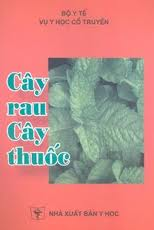 BỘ Y TẾ
VỤ Y HỌC CỔ TRUYỀN
Cây
rau
Cây
thuốc
NHÀ XUẤT BẢN Y HỌC